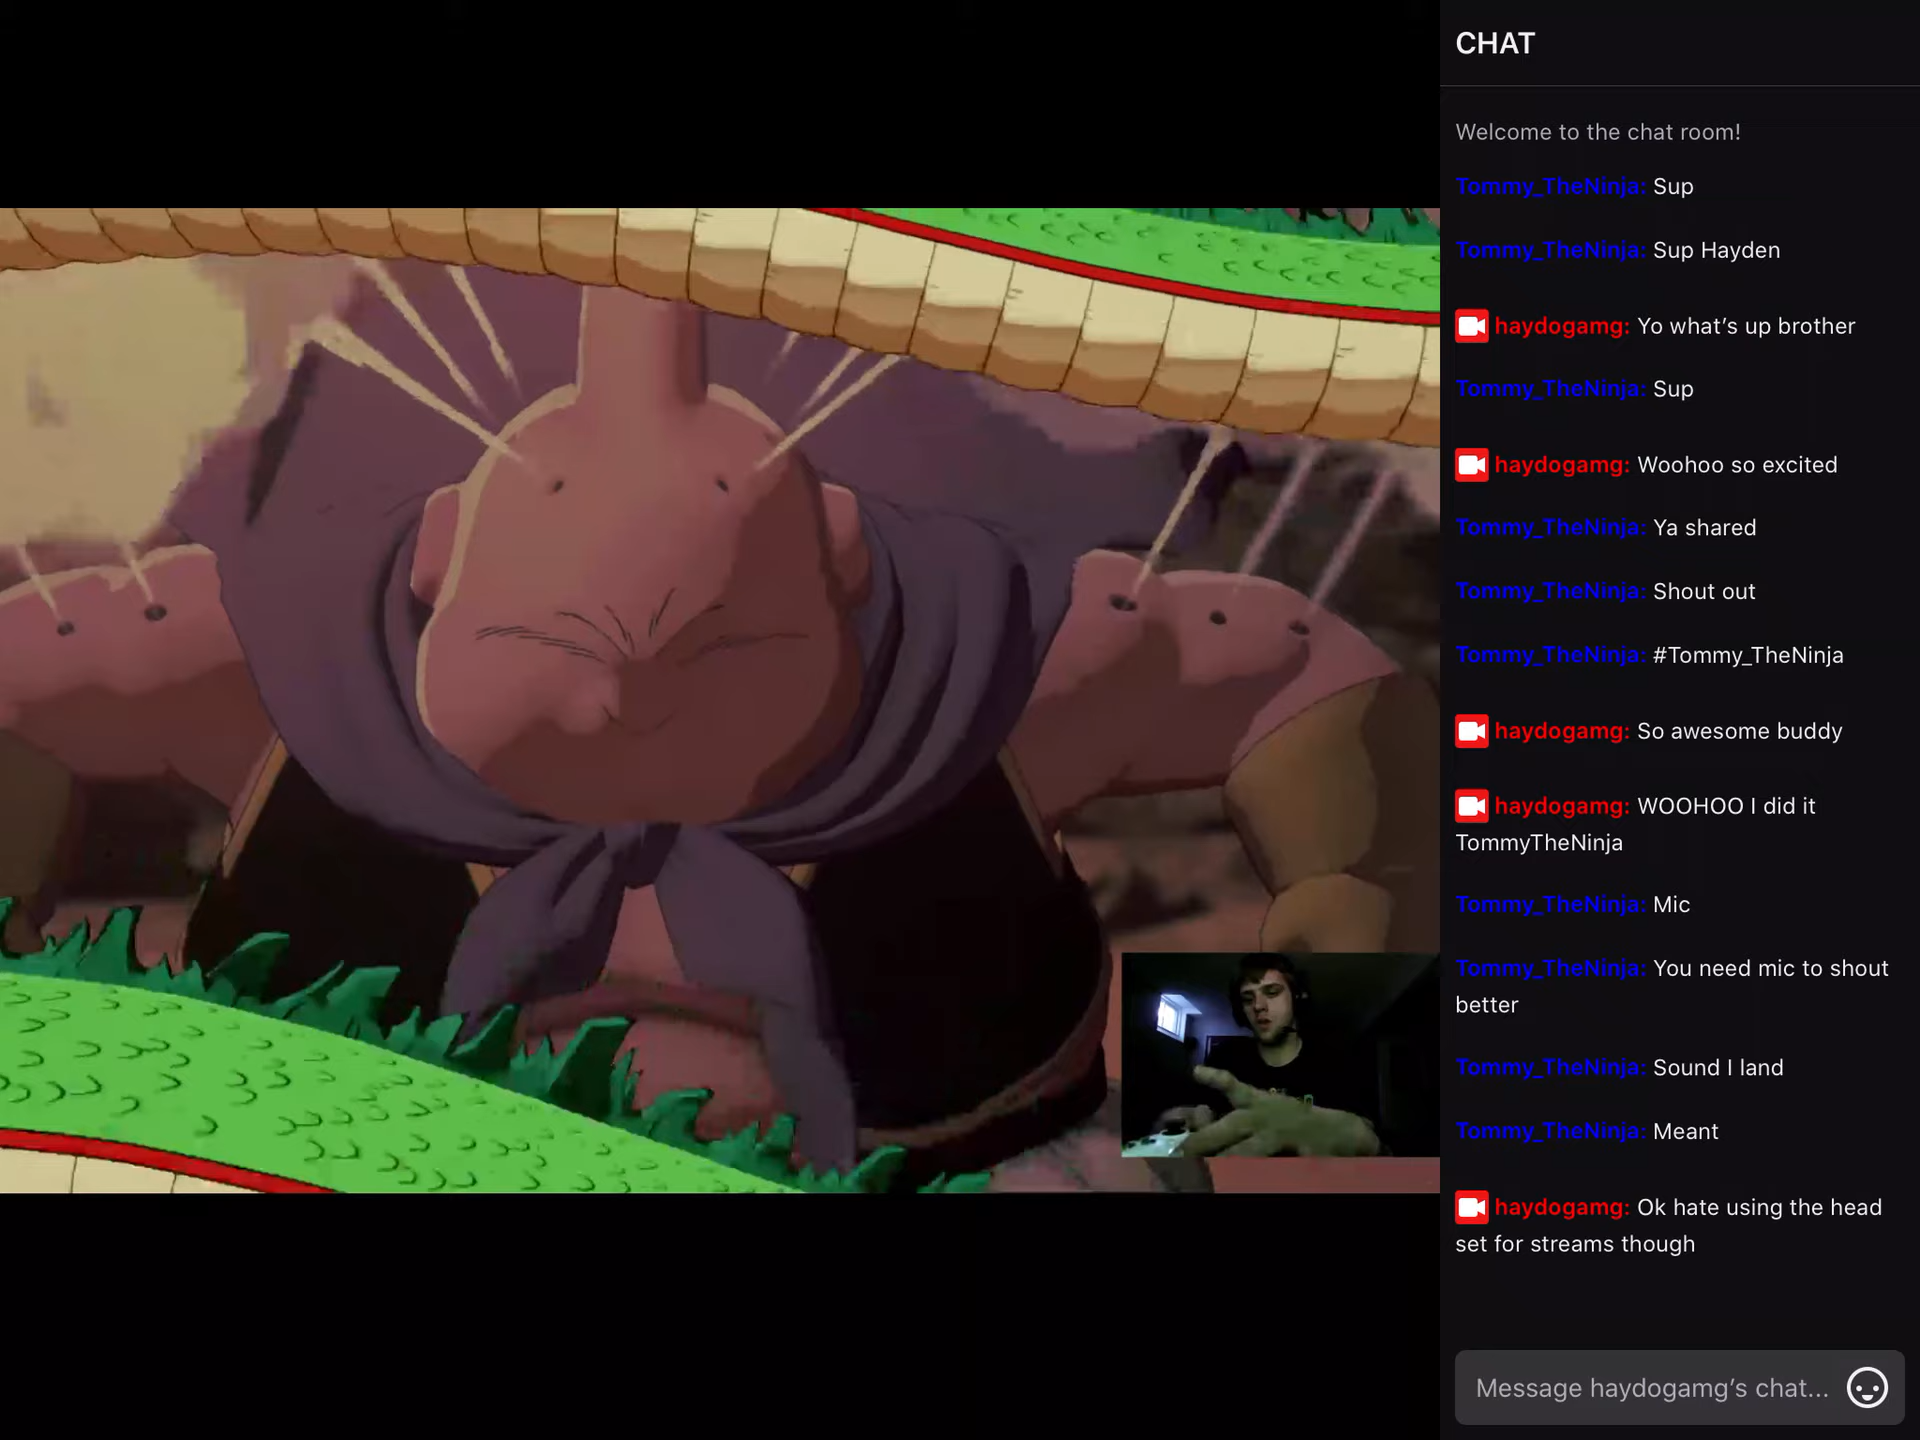 CHAT
Welcome to the chat room!
Tommy_TheNinja: Sup
Tommy_TheNinja: Sup Hayden
haydogamg: Yo what’s up brother
Tommy_TheNinja: Sup
haydogamg: Woohoo so excited
Tommy_TheNinja: Ya shared
Tommy_TheNinja: Shout out
Tommy_TheNinja: #Tommy_TheNinja
haydogamg: So awesome buddy
haydogamg: WOOHOO I did it
TommyTheNinja
Tommy_TheNinja: Mic
Tommy_TheNinja: You need mic to shout
better
Tommy_TheNinja: Sound I land
Tommy_TheNinja: Meant
haydogamg: Ok hate using the head
set for streams though
Message haydogamg’s chat...